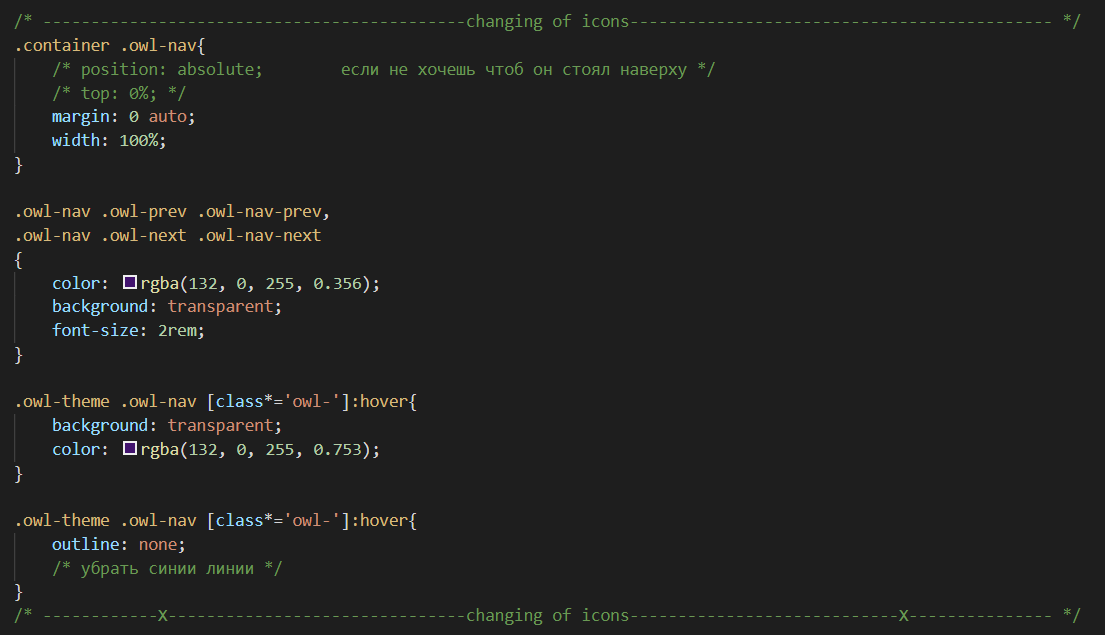 /* --------------------------------------------changing of icons-------------------------------------------- */
.container .owl-nav{
    /* position: absolute;        если не хочешь чтоб он стоял наверху */
    /* top: 0%; */
    margin: 0 auto;
    width: 100%;
}

.owl-nav .owl-prev .owl-nav-prev,
.owl-nav .owl-next .owl-nav-next
{
    color: rgba(132, 0, 255, 0.356);
    background: transparent;
    font-size: 2rem;
}

.owl-theme .owl-nav [class*='owl-']:hover{
    background: transparent;
    color: rgba(132, 0, 255, 0.753);
}

.owl-theme .owl-nav [class*='owl-']:hover{
    outline: none;
    /* убрать синии линии */
}
/* ------------X-------------------------------changing of icons----------------------------X--------------- */